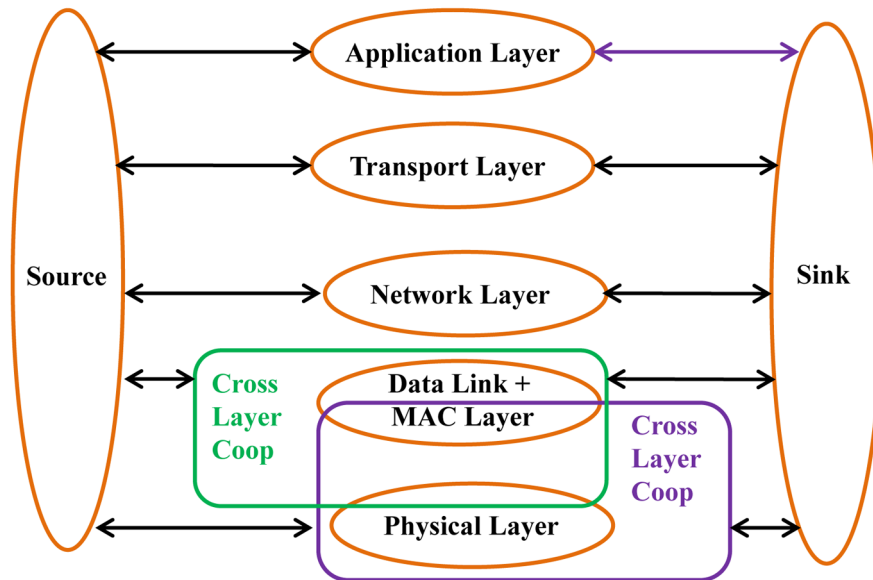 Application Layer
Transport Layer
Source
Network Layer
Sink
Cross
Layer
Coop
Data Link +
MAC Layer
Cross
Layer
Coop
Physical Layer